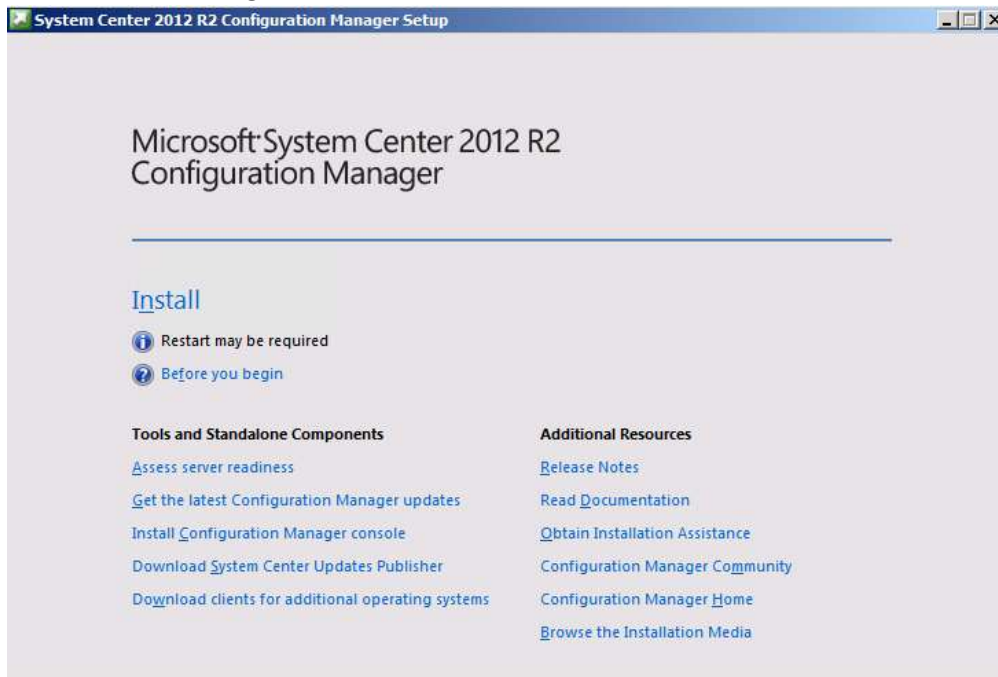 System Center 2012 R2 Configuration Manager Setup
Microsoft System Center 2012 R2
Configuration Manager
Install
Restart may be required
Before you begin
Tools and Standalone Components
Assess server readiness
Get the latest Configuration Manager updates
Install Configuration Manager console
Download System Center Updates Publisher
Download clients for additional operating systems
Additional Resources
Release Notes
Read Documentation
Obtain Installation Assistance
Configuration Manager Community
Configuration Manager Home
Browse the Installation Media